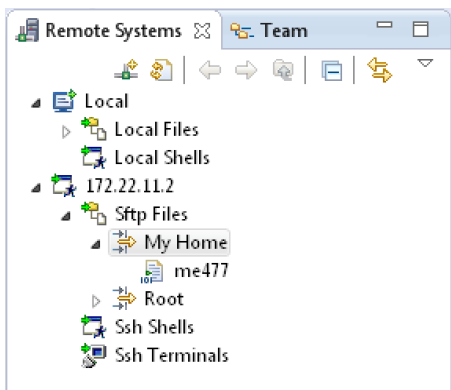 Remote Systems Team
Local
Local Files
Local Shells
172.22.11.2
Sftp Files
My Home
me477
Root
Ssh Shells
Ssh Terminals